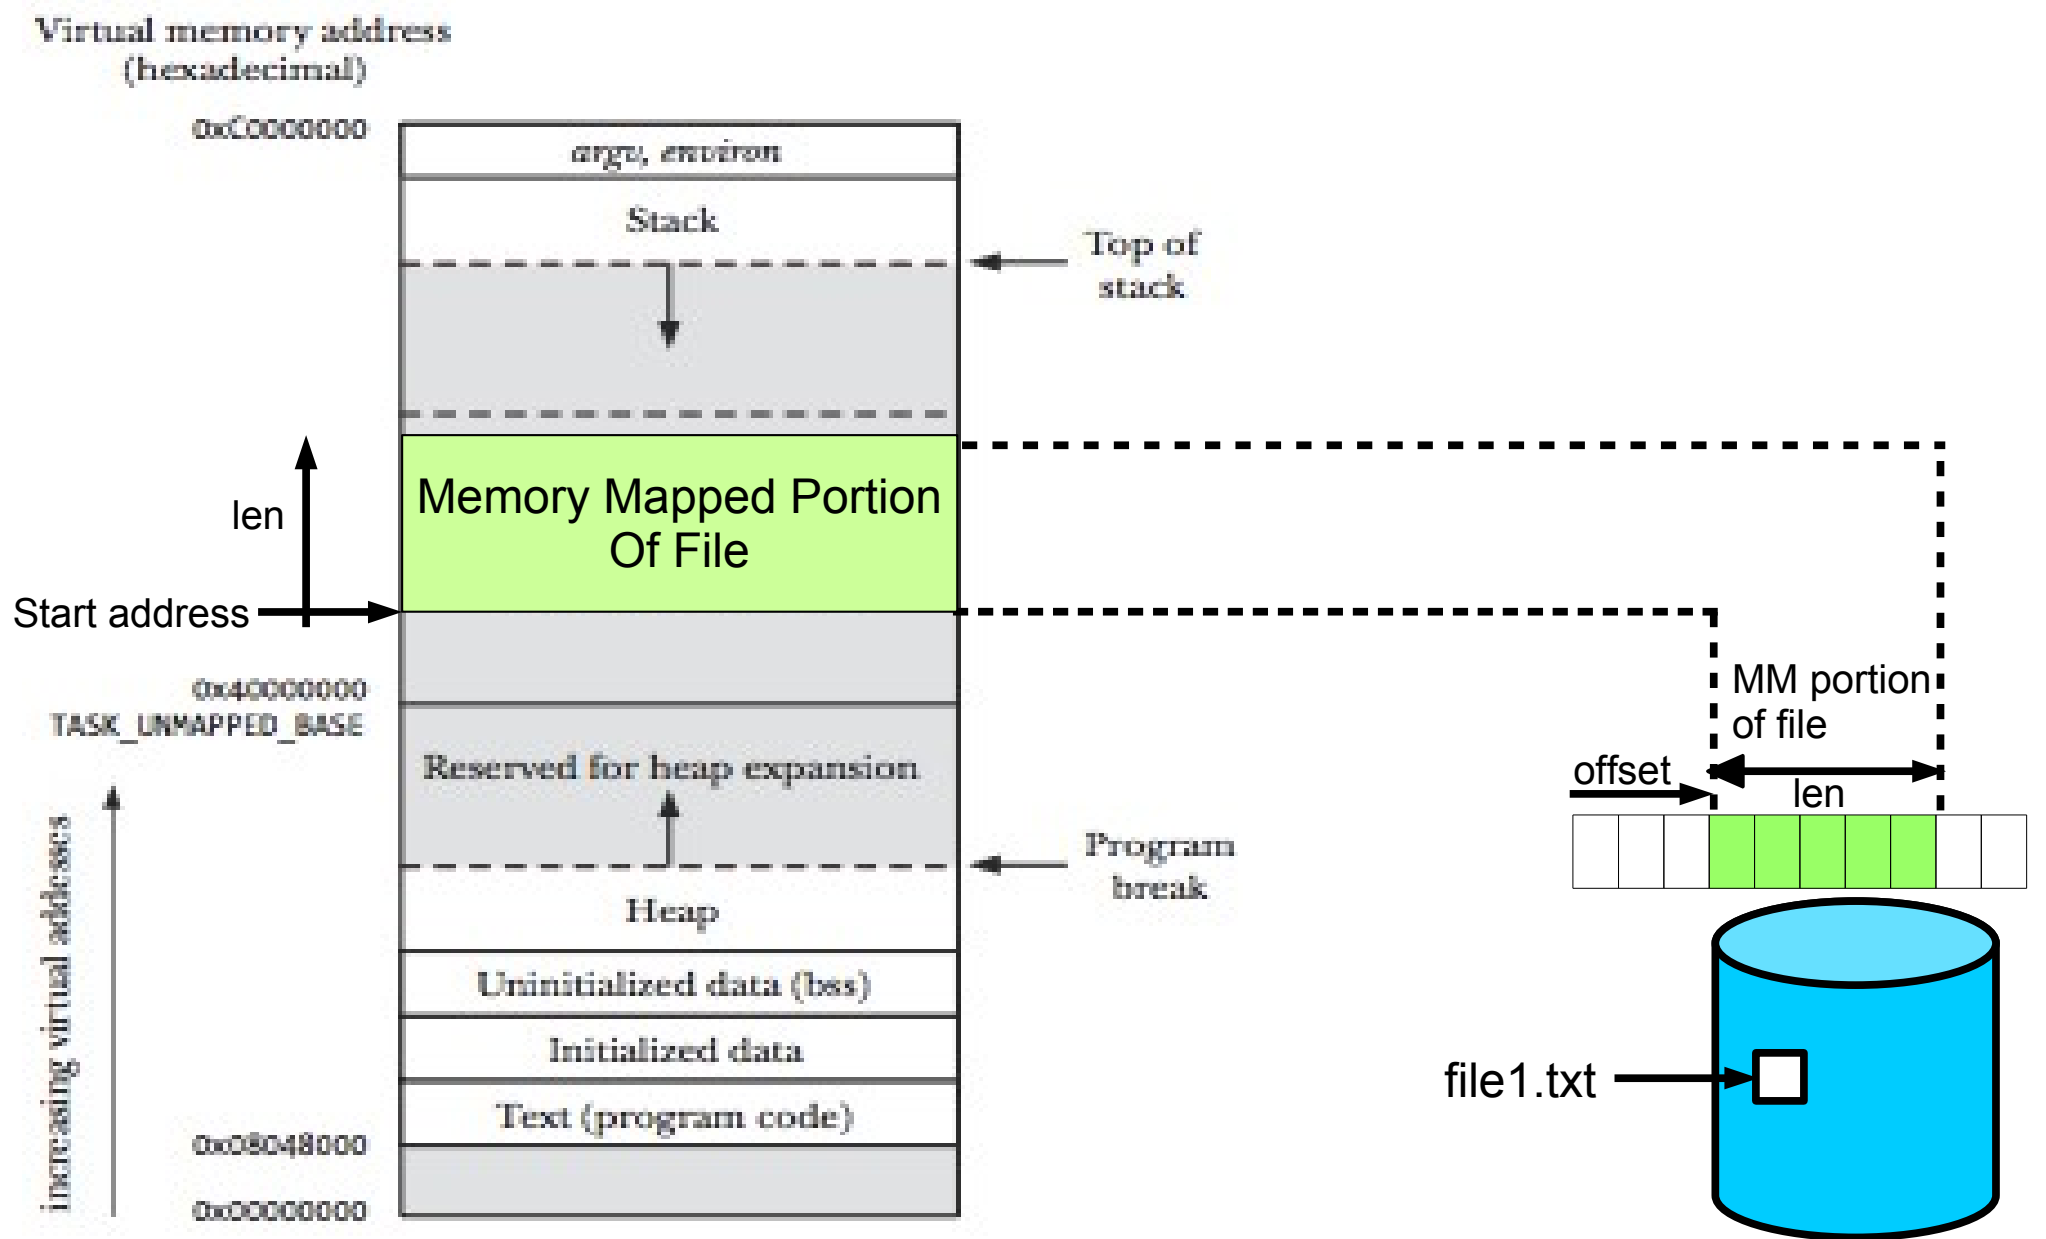 Virtual memory address
(hexadecimal)
0xC0000000
argv, environ
Stack
Top of
stack
Memory Mapped Portion
Of File
len
Start address
0x40000000
TASK_UNMAPPED_BASE
MM portion
of file
offset
len
Reserved for heap expansion
Program
break
Heap
increasing virtual addesses
Uninitialized data (bss)
Initialized data
Text (program code)
file1.txt
0x08048000
0x00000000